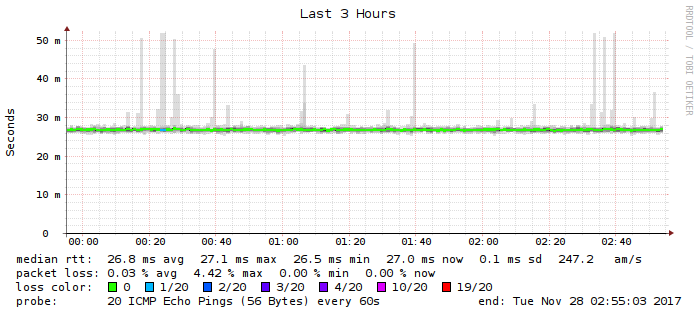 Last 3 Hours
RRDTOOL / TOBI OETIKER
Seconds
50 m
40 m
30 m
20 m
10 m
0
00:00 00:20 00:40 01:00 01:20 01:40 02:00 02:20 02:40
median rtt: 26.8 ms avg 27.1 ms max 26.5 ms min 27.0 ms now 0.1 ms sd 247.2 am/s
packet loss: 0.03 % avg 4.42 % max 0.00 % min 0.00 % now
loss color: 0 1/20 2/20 3/20 4/20 10/20 19/20
probe: 20 ICMP Echo Pings (56 Bytes) every 60s end: Tue Nov 28 02:55:03 2017